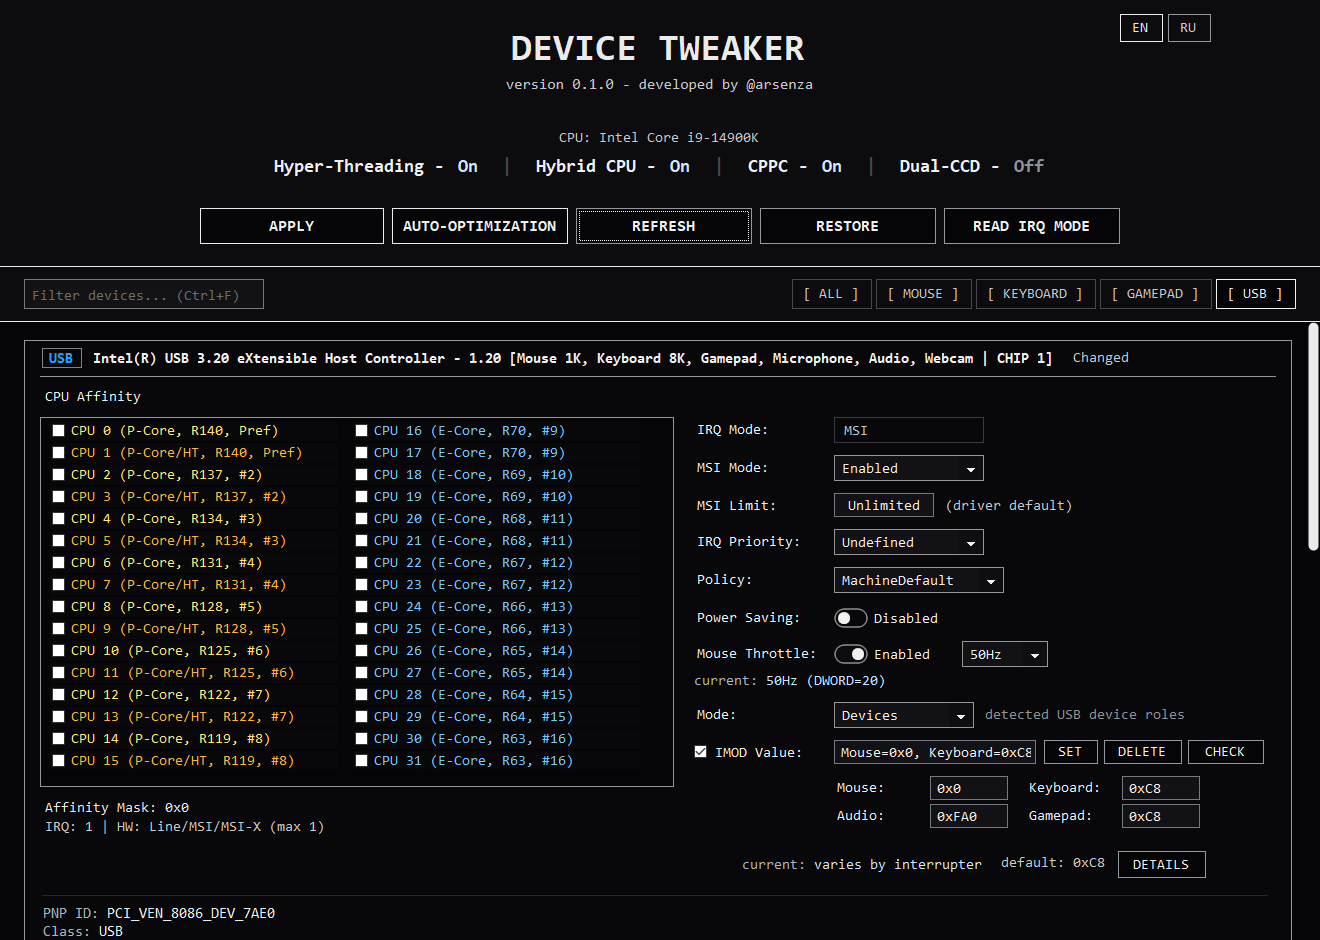 EN RU
DEVICE TWEAKER
version 0.1.0 - developed by @arsenza
CPU: Intel Core i9-14900K
Hyper-Threading - On | Hybrid CPU - On | CPPC - On | Dual-CCD - Off
APPLY AUTO-OPTIMIZATION REFRESH RESTORE READ IRQ MODE
Filter devices... (Ctrl+F) [ ALL ] [ MOUSE ] [ KEYBOARD ] [ GAMEPAD ] [ USB ]
USB Intel(R) USB 3.20 eXtensible Host Controller - 1.20 [Mouse 1K, Keyboard 8K, Gamepad, Microphone, Audio, Webcam | CHIP 1] Changed
CPU Affinity
CPU 0 (P-Core, R140, Pref)
CPU 1 (P-Core/HT, R140, Pref)
CPU 2 (P-Core, R137, #2)
CPU 3 (P-Core/HT, R137, #2)
CPU 4 (P-Core, R134, #3)
CPU 5 (P-Core/HT, R134, #3)
CPU 6 (P-Core, R131, #4)
CPU 7 (P-Core/HT, R131, #4)
CPU 8 (P-Core, R128, #5)
CPU 9 (P-Core/HT, R128, #5)
CPU 10 (P-Core, R125, #6)
CPU 11 (P-Core/HT, R125, #6)
CPU 12 (P-Core, R122, #7)
CPU 13 (P-Core/HT, R122, #7)
CPU 14 (P-Core, R119, #8)
CPU 15 (P-Core/HT, R119, #8)
CPU 16 (E-Core, R70, #9)
CPU 17 (E-Core, R70, #9)
CPU 18 (E-Core, R69, #10)
CPU 19 (E-Core, R69, #10)
CPU 20 (E-Core, R68, #11)
CPU 21 (E-Core, R68, #11)
CPU 22 (E-Core, R67, #12)
CPU 23 (E-Core, R67, #12)
CPU 24 (E-Core, R66, #13)
CPU 25 (E-Core, R66, #13)
CPU 26 (E-Core, R65, #14)
CPU 27 (E-Core, R65, #14)
CPU 28 (E-Core, R64, #15)
CPU 29 (E-Core, R64, #15)
CPU 30 (E-Core, R63, #16)
CPU 31 (E-Core, R63, #16)
Affinity Mask: 0x0
IRQ: 1 | HW: Line/MSI/MSI-X (max 1)
IRQ Mode: MSI
MSI Mode: Enabled
MSI Limit: Unlimited (driver default)
IRQ Priority: Undefined
Policy: MachineDefault
Power Saving: Disabled
Mouse Throttle: Enabled 50Hz
current: 50Hz (DWORD=20)
Mode: Devices detected USB device roles
IMOD Value: Mouse=0x0, Keyboard=0xC8 SET DELETE CHECK
Mouse: 0x0 Keyboard: 0xC8
Audio: 0xFA0 Gamepad: 0xC8
current: varies by interrupter default: 0xC8 DETAILS
PNP ID: PCI_VEN_8086_DEV_7AE0
Class: USB